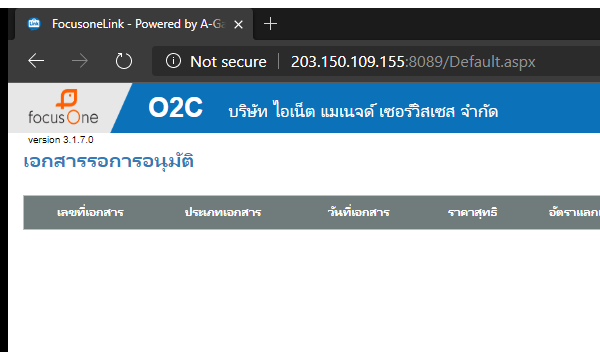 FocusoneLink - Powered by A-Ga
Not secure 203.150.109.155:8089/Default.aspx
focusOne O2C บริษัท ไอเน็ต แมเนจด์ เซอร์วิสเซส จำกัด
version 3.1.7.0
เอกสารรอการอนุมัติ
เลขที่เอกสาร ประเภทเอกสาร วันที่เอกสาร ราคาสุทธิ อัตราแลก